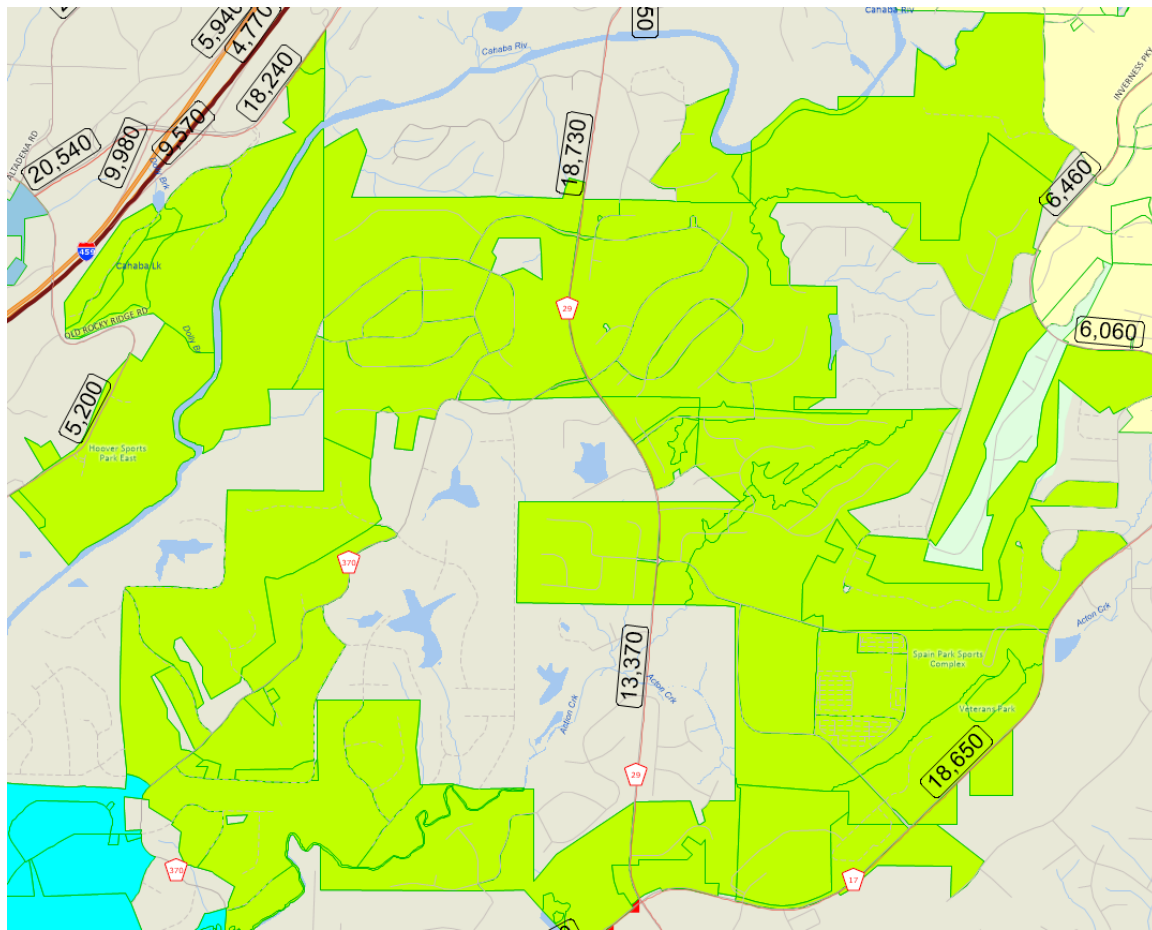 5,940
4,770
50
Cahaba Riv
18,240
Cahaba Riv
INVERNESS PKY
ALTADENA RD
20,540
9,980
9,570
18,730
6,460
459
Cahaba Lk
OLD ROCKY RIDGE RD
29
6,060
5,200
Hoover Sports
Park East
370
Acton Crk
13,370
Spain Park Sports
Complex
Acton Crk
Acton Crk
Veterans Park
18,650
29
370
17